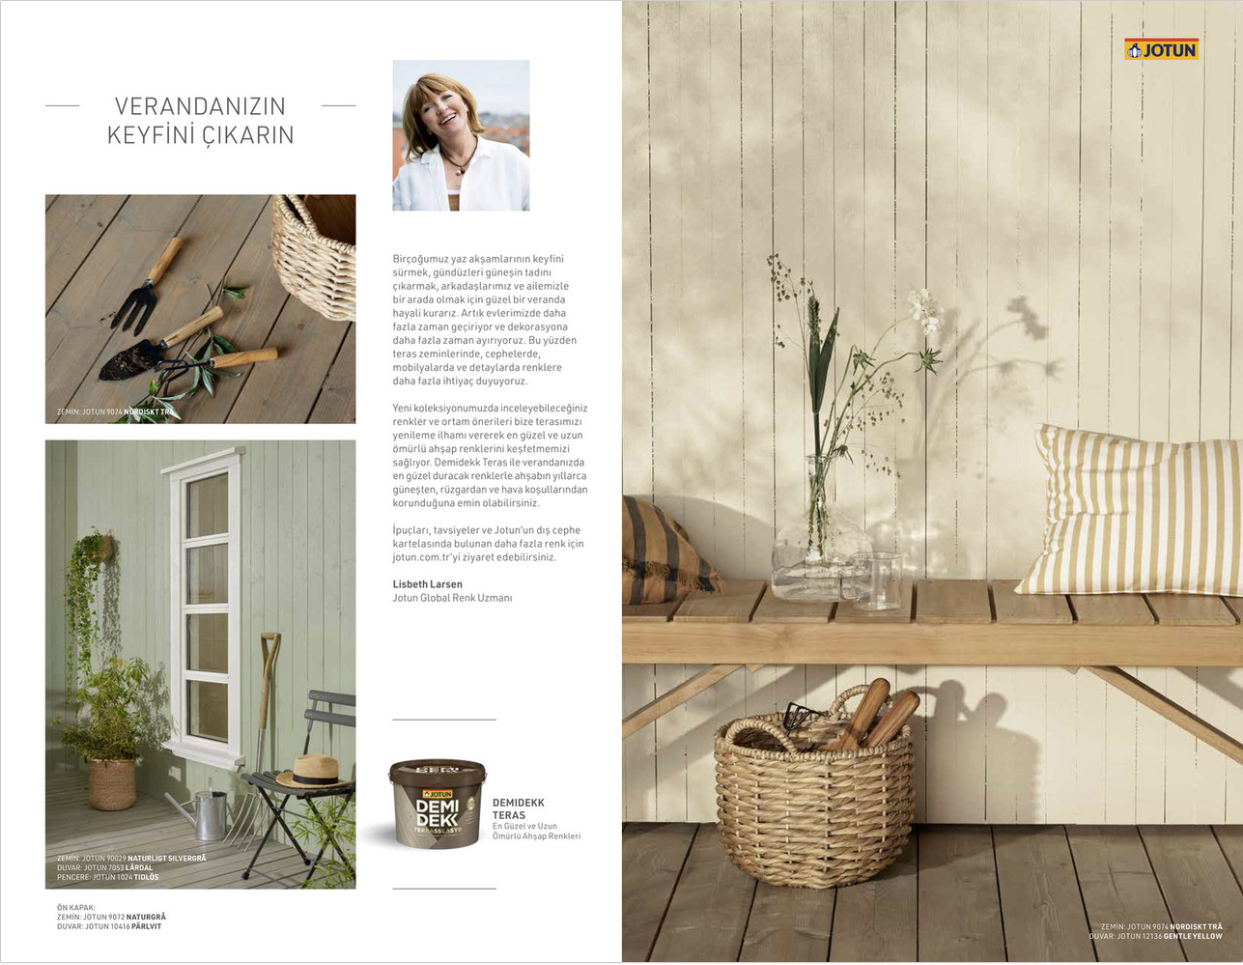 VERANDANIZIN
KEYFİNİ ÇIKARIN
ZEMİN: JOTUN 9074 NORDISKT TRÄ
ZEMİN: JOTUN 90029 NATURLIGT SILVERGRÅ
DUVAR: JOTUN 7053 LÄRDAL
PENCERE: JOTUN 1024 TIDLÖS
ÖN KAPAK:
ZEMİN: JOTUN 9072 NATURGRÅ
DUVAR: JOTUN 10416 PÄRLVIT
Birçoğumuz yaz akşamlarının keyfini
sürmek, gündüzleri güneşin tadını
çıkarmak, arkadaşlarımız ve ailemizle
bir arada olmak için güzel bir veranda
hayali kurarız. Artık evlerimizde daha
fazla zaman geçiriyor ve dekorasyona
daha fazla zaman ayırıyoruz. Bu yüzden
teras zeminlerinde, cephelerde,
mobilyalarda ve detaylarda renklere
daha fazla ihtiyaç duyuyoruz.
Yeni koleksiyonumuzda inceleyebileceğiniz
renkler ve ortam önerileri bize terasımızı
yenileme ilhamı vererek en güzel ve uzun
ömürlü ahşap renklerini keşfetmemizi
sağlıyor. Demidekk Teras ile verandanızda
en güzel duracak renklerle ahşabın yıllarca
güneşten, rüzgardan ve hava koşullarından
korunduğuna emin olabilirsiniz.
İpuçları, tavsiyeler ve Jotun'un dış cephe
kartelasında bulunan daha fazla renk için
jotun.com.tr'yi ziyaret edebilirsiniz.
Lisbeth Larsen
Jotun Global Renk Uzmanı
JOTUN
DEMI
DEKK
DEMIDEKK
TERAS
En Güzel ve Uzun
Ömürlü Ahşap Renkleri
JOTUN
ZEMİN: JOTUN 9074 NORDISKT TRÄ
DUVAR: JOTUN 12136 GENTLE YELLOW